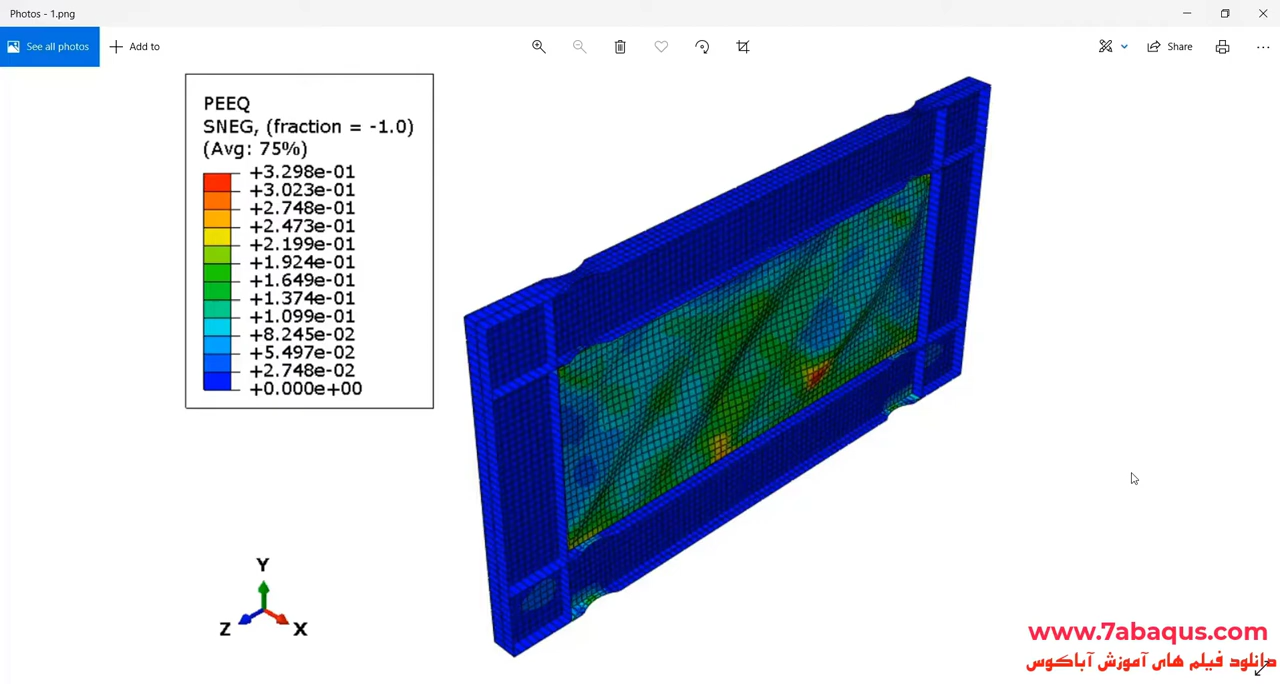 Photos - 1.png
See all photos
Add to
Share
PEEQ
SNEG, (fraction = -1.0)
(Avg: 75%)
+3.298e-01
+3.023e-01
+2.748e-01
+2.473e-01
+2.199e-01
+1.924e-01
+1.649e-01
+1.374e-01
+1.099e-01
+8.245e-02
+5.497e-02
+2.748e-02
+0.000e+00
Y
Z
X
www.7abaqus.com
دانلود فیلم های آموزش آباکوس